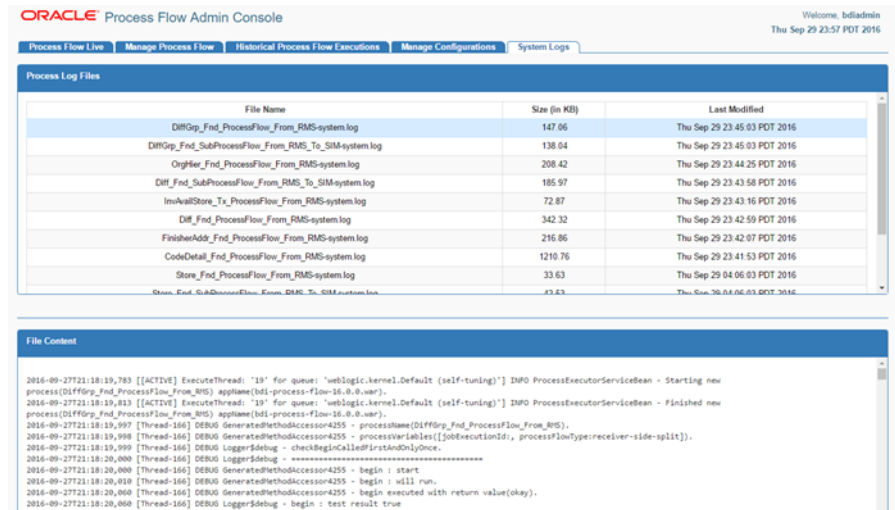 ORACLE Process Flow Admin Console
Welcome, bdiadmin
Thu Sep 29 23:57 PDT 2016
Process Flow Live Manage Process Flow Historical Process Flow Executions Manage Configurations System Logs
Process Log Files
File Name Size (in KB) Last Modified
DiffGrp_Fnd_ProcessFlow_From_RMS-system.log 147.06 Thu Sep 29 23:45:03 PDT 2016
DiffGrp_Fnd_SubProcessFlow_From_RMS_To_SIM-system.log 138.04 Thu Sep 29 23:45:03 PDT 2016
OrgHier_Fnd_ProcessFlow_From_RMS-system.log 208.42 Thu Sep 29 23:44:25 PDT 2016
Diff_Fnd_SubProcessFlow_From_RMS_To_SIM-system.log 185.97 Thu Sep 29 23:43:58 PDT 2016
InvAvailStore_Tx_ProcessFlow_From_RMS-system.log 72.87 Thu Sep 29 23:43:16 PDT 2016
Diff_Fnd_ProcessFlow_From_RMS-system.log 342.32 Thu Sep 29 23:42:59 PDT 2016
FinisherAddr_Fnd_ProcessFlow_From_RMS-system.log 216.86 Thu Sep 29 23:42:07 PDT 2016
CodeDetail_Fnd_ProcessFlow_From_RMS-system.log 1210.76 Thu Sep 29 23:41:53 PDT 2016
Store_Fnd_ProcessFlow_From_RMS-system.log 33.63 Thu Sep 29 04:06:03 PDT 2016
Store_Fnd_SubProcessFlow_From_RMS_To_SIM-system.log 42.53 Thu Sep 29 04:06:03 PDT 2016
File Content
2016-09-27T21:18:19,783 [[ACTIVE] ExecuteThread: '19' for queue: 'weblogic.kernel.Default (self-tuning)'] INFO ProcessExecutorServiceBean - Starting new
process(DiffGrp_Fnd_ProcessFlow_From_RMS) appName(bdi-process-flow-16.0.0.war).
2016-09-27T21:18:19,813 [[ACTIVE] ExecuteThread: '19' for queue: 'weblogic.kernel.Default (self-tuning)'] INFO ProcessExecutorServiceBean - Finished new
process(DiffGrp_Fnd_ProcessFlow_From_RMS) appName(bdi-process-flow-16.0.0.war).
2016-09-27T21:18:19,997 [Thread-166] DEBUG GeneratedMethodAccessor4255 - processName(DiffGrp_Fnd_ProcessFlow_From_RMS).
2016-09-27T21:18:19,998 [Thread-166] DEBUG GeneratedMethodAccessor4255 - processVariables([jobExecutionId:, processFlowType:receiver-side-split]).
2016-09-27T21:18:19,999 [Thread-166] DEBUG Logger$debug - checkBeginCalledFirstAndOnlyOnce.
2016-09-27T21:18:20,000 [Thread-166] DEBUG Logger$debug - ==========================================
2016-09-27T21:18:20,000 [Thread-166] DEBUG GeneratedMethodAccessor4255 - begin : start
2016-09-27T21:18:20,010 [Thread-166] DEBUG GeneratedMethodAccessor4255 - begin : will run.
2016-09-27T21:18:20,060 [Thread-166] DEBUG GeneratedMethodAccessor4255 - begin executed with return value(okay).
2016-09-27T21:18:20,060 [Thread-166] DEBUG Logger$debug - begin : test result true